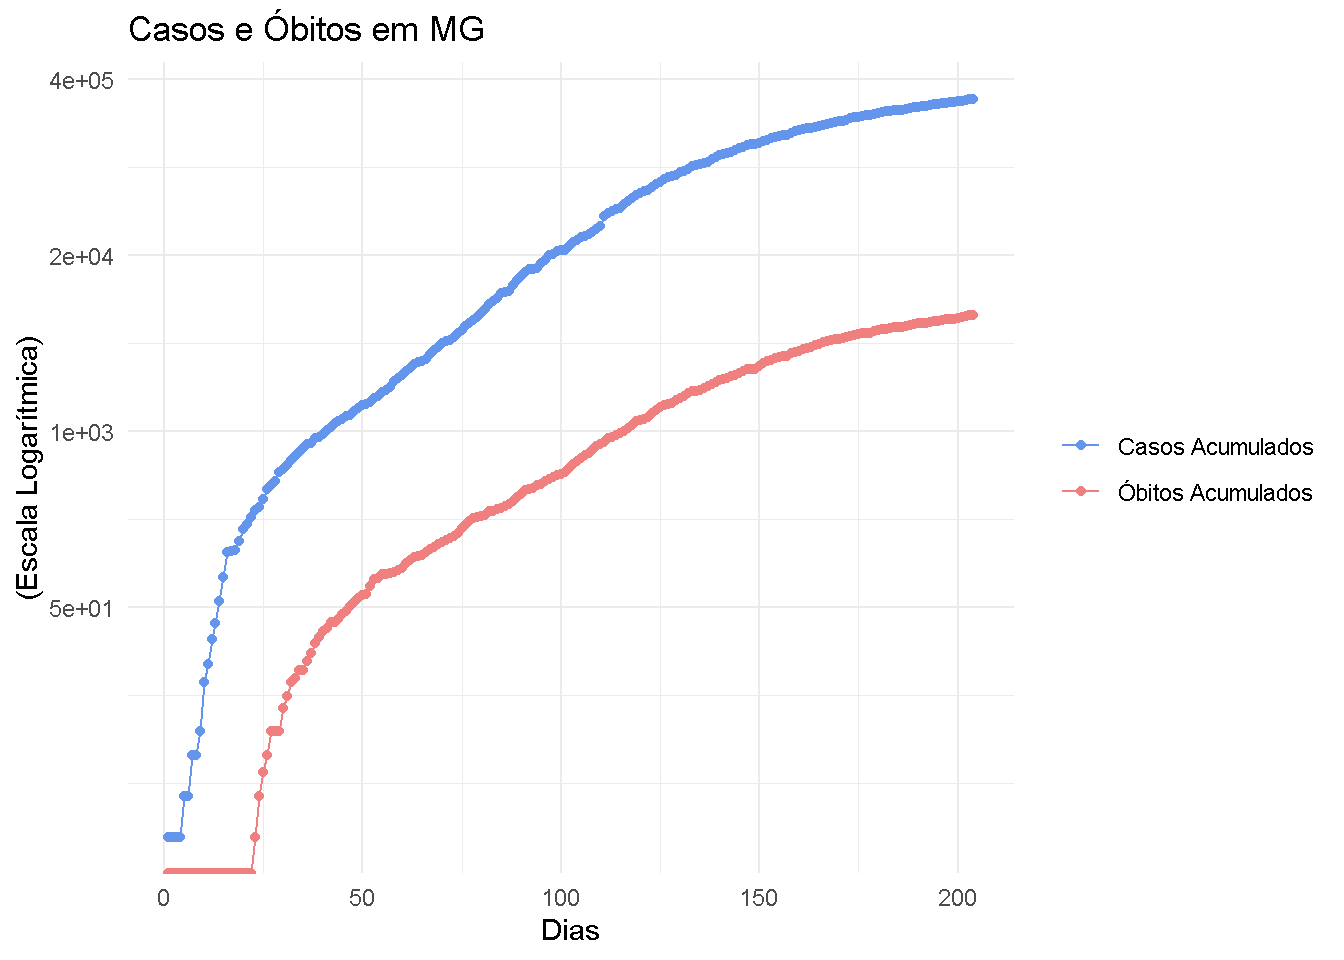 Casos e Óbitos em MG
(Escala Logarítmica)
4e+05
2e+04
1e+03
5e+01
0
50
100
150
200
Dias
Casos Acumulados
Óbitos Acumulados